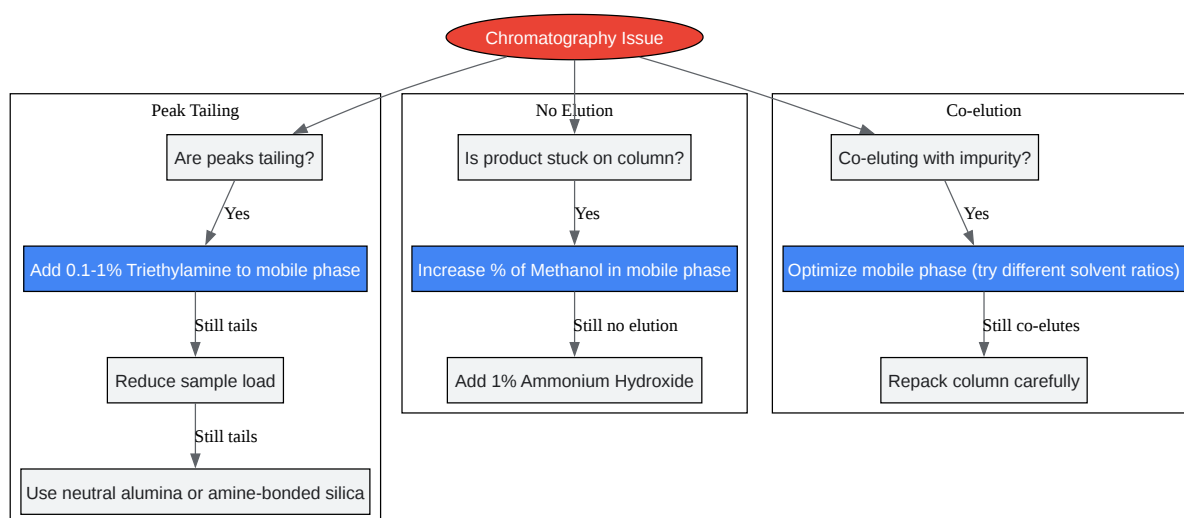 Chromatography Issue
Peak Tailing
Are peaks tailing?
Yes
Add 0.1-1% Triethylamine to mobile phase
Still tails
Reduce sample load
Still tails
Use neutral alumina or amine-bonded silica
No Elution
Is product stuck on column?
Yes
Increase % of Methanol in mobile phase
Still no elution
Add 1% Ammonium Hydroxide
Co-elution
Co-eluting with impurity?
Yes
Optimize mobile phase (try different solvent ratios)
Still co-elutes
Repack column carefully